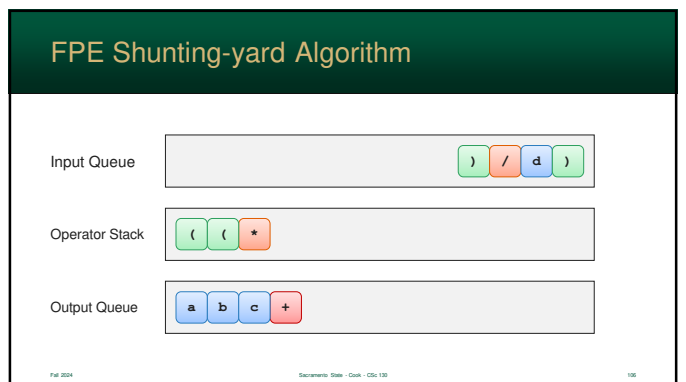 FPE Shunting-yard Algorithm
Input Queue ) / d )
Operator Stack ( ( *
Output Queue a b c +
Fall 2024 Sacramento State - Cook - CSc 130 106